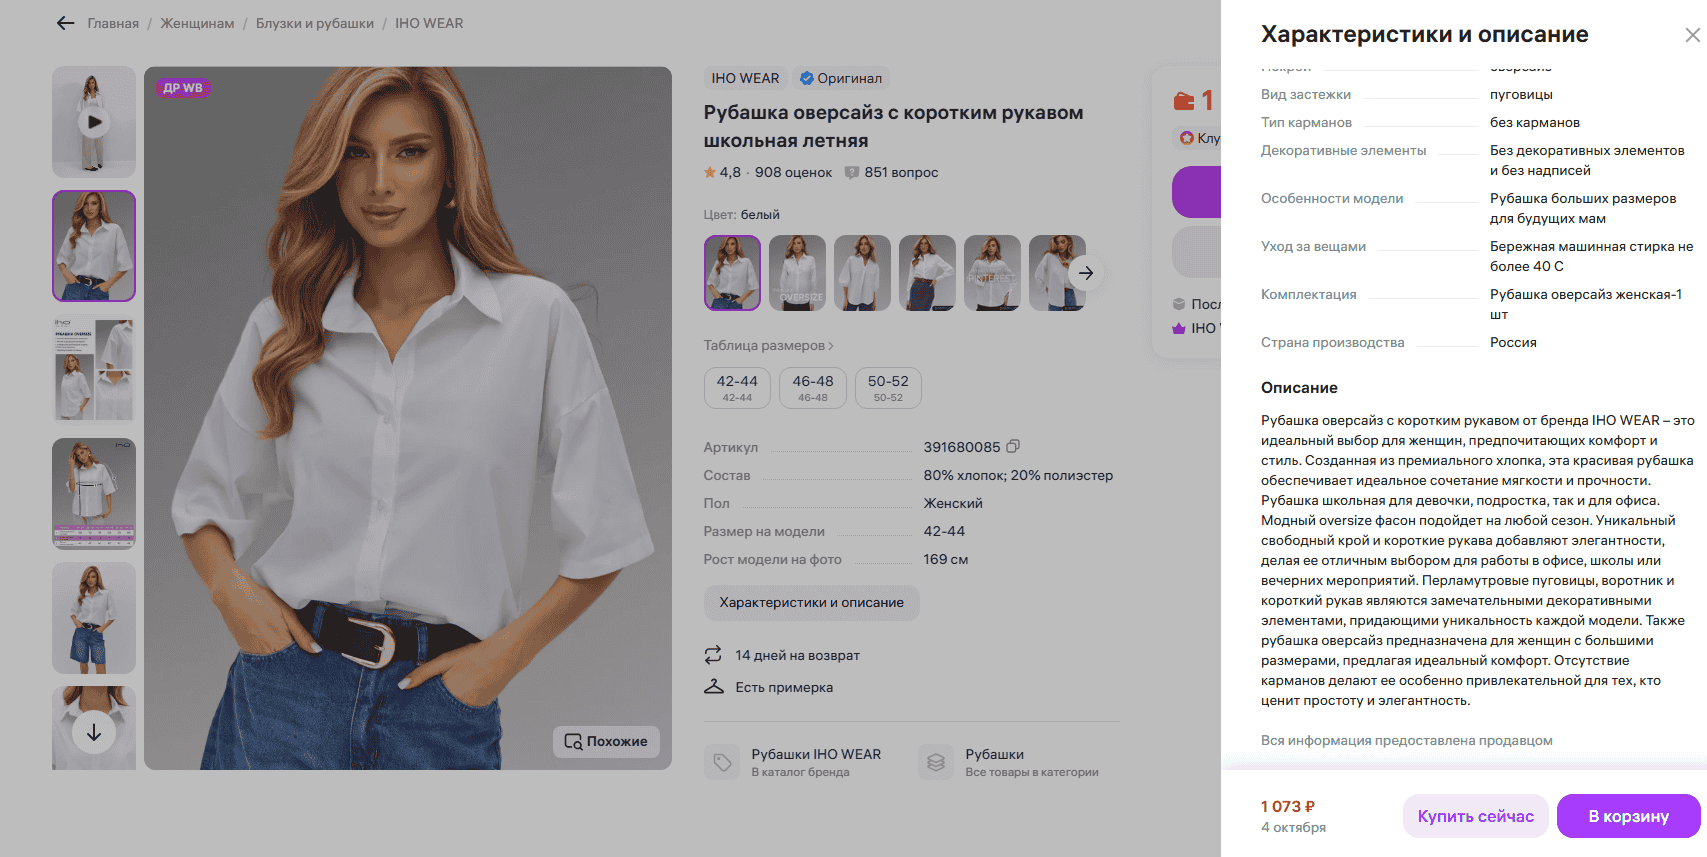 Главная / Женщинам / Блузки и рубашки / IHO WEAR
ДР WB
Похожие
IHO WEAR
Оригинал
Рубашка оверсайз с коротким рукавом
школьная летняя
4,8 · 908 оценок
851 вопрос
Цвет: белый
OVERSIZE
PINTEREST
Таблица размеров
42-44
42-44
46-48
46-48
50-52
50-52
Артикул 391680085
Состав 80% хлопок; 20% полиэстер
Пол Женский
Размер на модели 42-44
Рост модели на фото 169 см
Характеристики и описание
14 дней на возврат
Есть примерка
Рубашки IHO WEAR
В каталог бренда
Рубашки
Все товары в категории
1
Клу
Посл
IHO
Характеристики и описание
Вид застежки пуговицы
Тип карманов без карманов
Декоративные элементы Без декоративных элементов
и без надписей
Особенности модели Рубашка больших размеров
для будущих мам
Уход за вещами Бережная машинная стирка не
более 40 С
Комплектация Рубашка оверсайз женская-1
шт
Страна производства Россия
Описание
Рубашка оверсайз с коротким рукавом от бренда IHO WEAR – это
идеальный выбор для женщин, предпочитающих комфорт и
стиль. Созданная из премиального хлопка, эта красивая рубашка
обеспечивает идеальное сочетание мягкости и прочности.
Рубашка школьная для девочки, подростка, так и для офиса.
Модный oversize фасон подойдет на любой сезон. Уникальный
свободный крой и короткие рукава добавляют элегантности,
делая ее отличным выбором для работы в офисе, школы или
вечерних мероприятий. Перламутровые пуговицы, воротник и
короткий рукав являются замечательными декоративными
элементами, придающими уникальность каждой модели. Также
рубашка оверсайз предназначена для женщин с большими
размерами, предлагая идеальный комфорт. Отсутствие
карманов делают ее особенно привлекательной для тех, кто
ценит простоту и элегантность.
Вся информация предоставлена продавцом
1 073 ₽
4 октября
Купить сейчас
В корзину